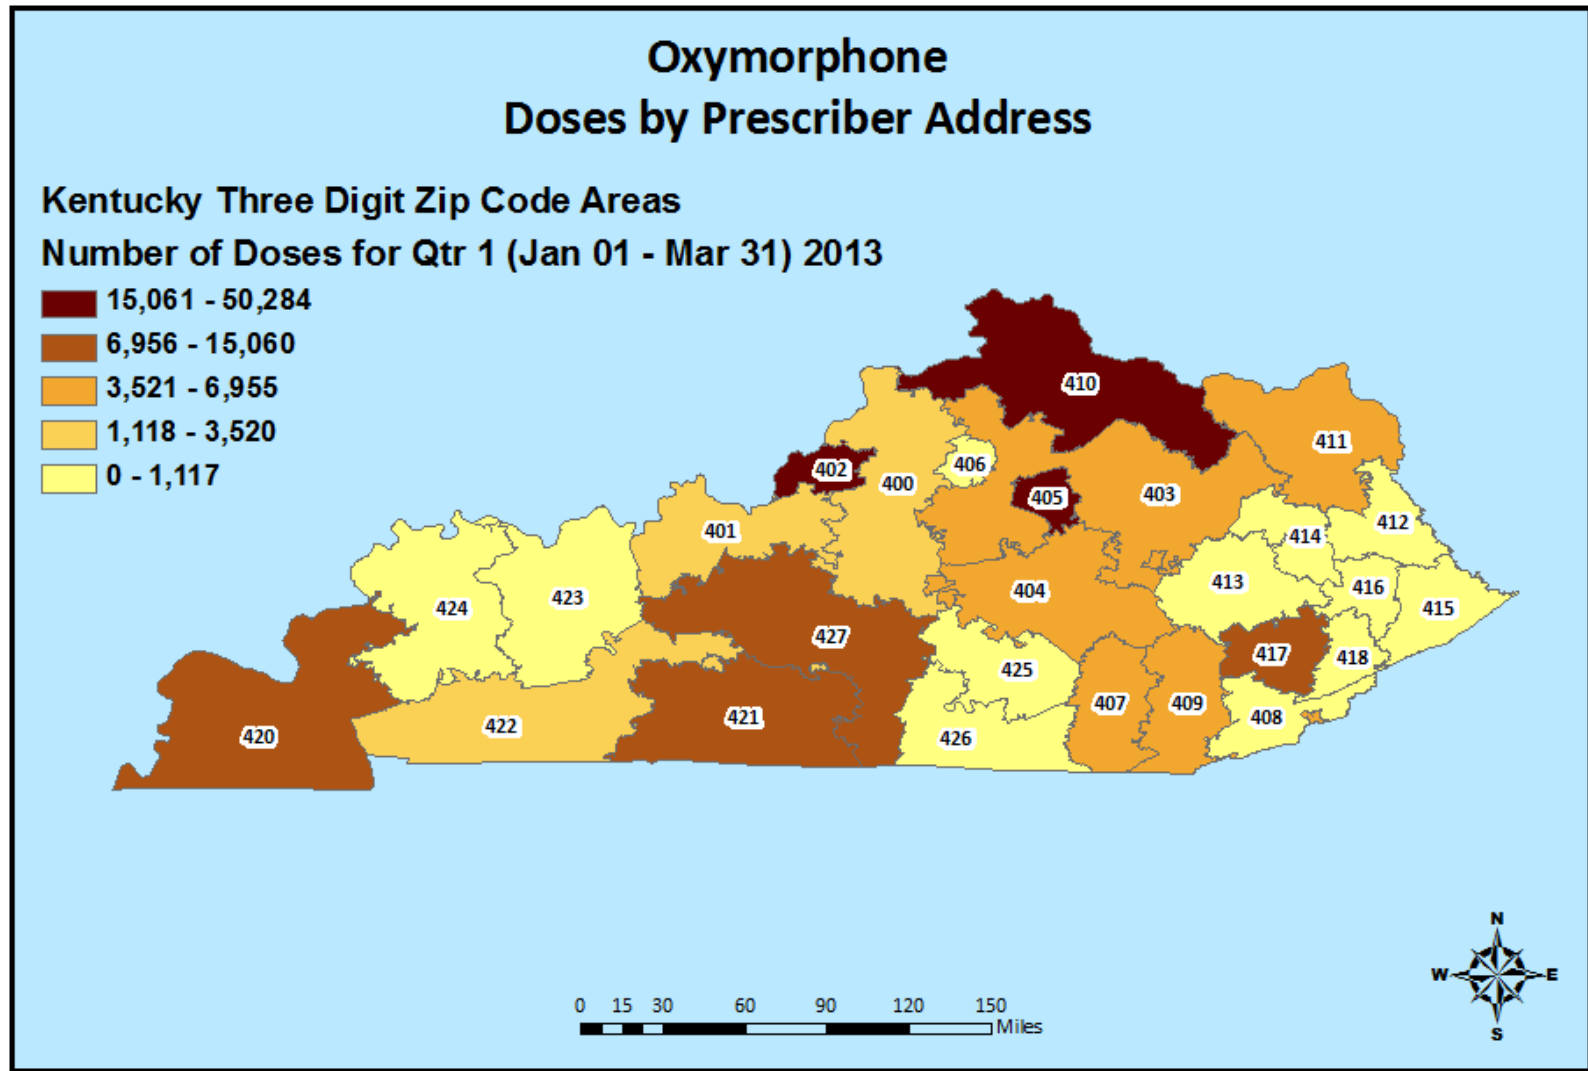 Oxymorphone
Doses by Prescriber Address
Kentucky Three Digit Zip Code Areas
Number of Doses for Qtr 1 (Jan 01 - Mar 31) 2013
15,061 - 50,284
6,956 - 15,060
3,521 - 6,955
1,118 - 3,520
0 - 1,117
410
411
402
406
400
405
403
401
412
414
413
416
424
423
404
415
427
425
417
418
420
422
421
426
407
409
408
N
W E
S
0 15 30 60 90 120 150
Miles